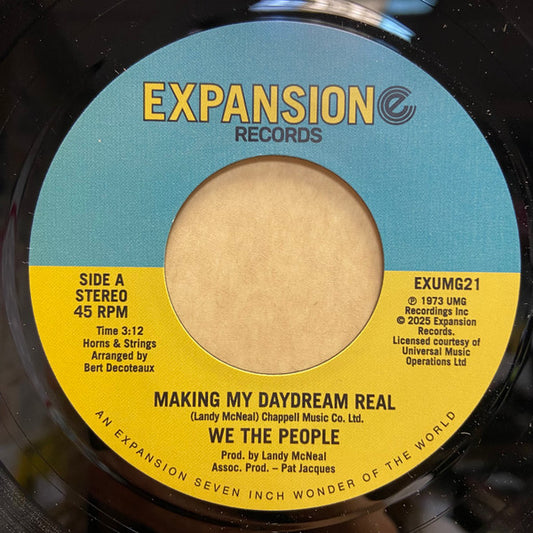 EXPANSION e
RECORDS
SIDE A
STEREO
45 RPM
Time 3:12
Horns & Strings
Arranged by
Bert Decoteaux
EXUMG21
℗ 1973 UMG
Recordings Inc
© 2025 Expansion
Records.
Licensed courtesy of
Universal Music
Operations Ltd
MAKING MY DAYDREAM REAL
(Landy McNeal) Chappell Music Co. Ltd.
WE THE PEOPLE
Prod. by Landy McNeal
Assoc. Prod. – Pat Jacques
AN EXPANSION SEVEN INCH WONDER OF THE WORLD